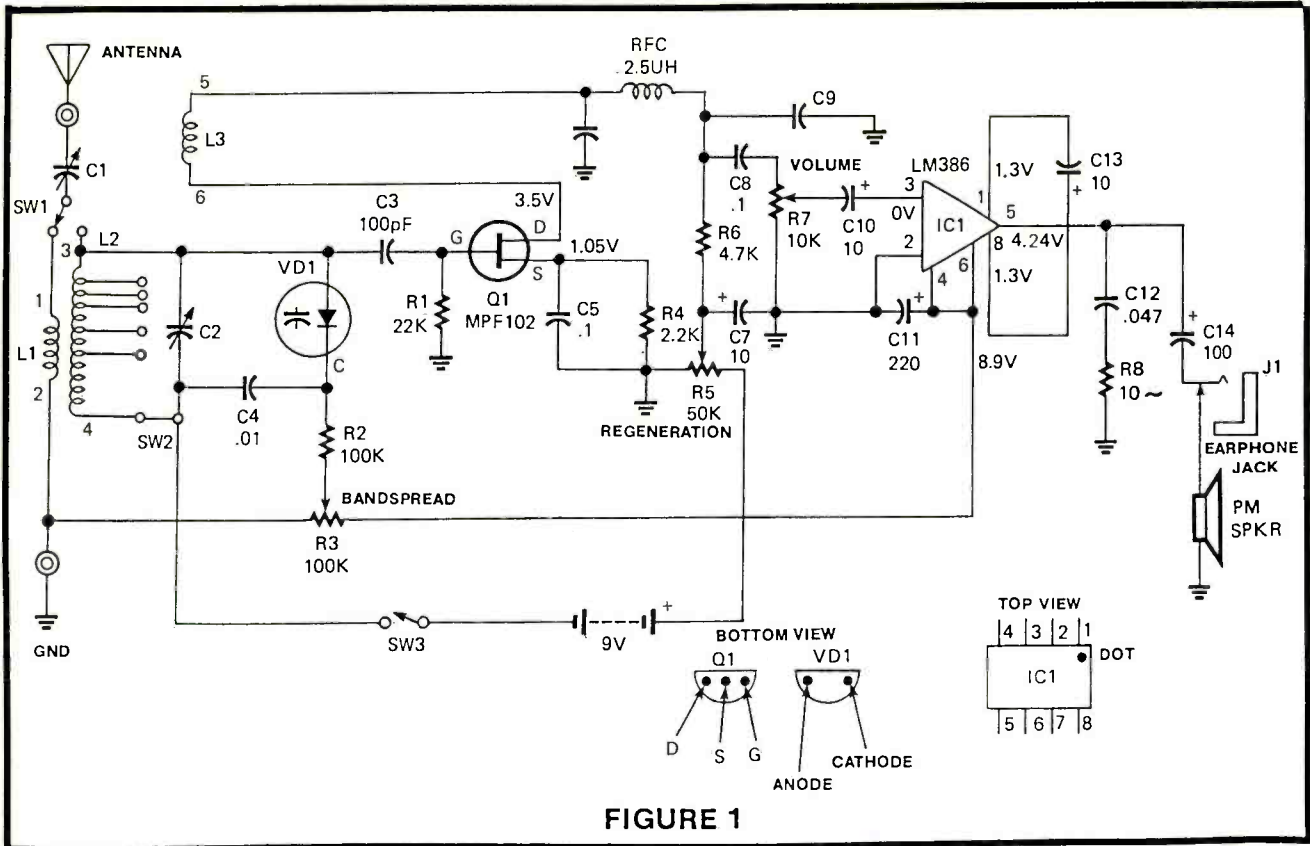 ANTENNA
RFC
2.5UH
5
L3
6
C9
C1
SW1
3
L2
1
L1
2
4
SW2
C2
VD1
C
C3
100pF
C4
.01
R2
100K
BANDSPREAD
R3
100K
G
D
S
3.5V
1.05V
Q1
MPF102
R1
22K
C5
.1
R4
2.2K
R5
50K
REGENERATION
R6
4.7K
C7
+
10
C8
.1
VOLUME
R7
10K
C10
+
10
LM386
IC1
3
0V
2
4
6
1
8
5
1.3V
4.24V
1.3V
C13
10
+
C11
+
220
8.9V
C12
.047
R8
10 ~
C14
+
100
J1
EARPHONE
JACK
PM
SPKR
GND
SW3
9V
+
BOTTOM VIEW
Q1
VD1
D
S
G
ANODE
CATHODE
TOP VIEW
4 3 2 1
DOT
IC1
5 6 7 8
FIGURE 1